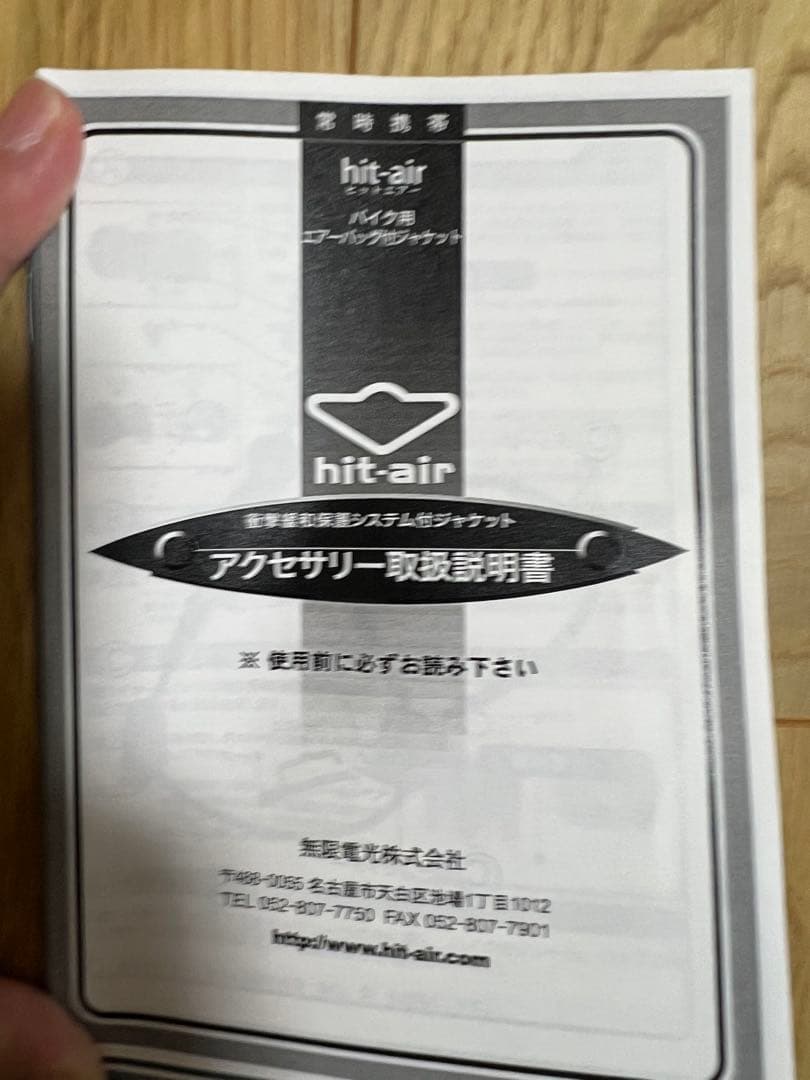 常時携帯
hit-air
ヒットエアー
バイク用
エアーバッグ付ジャケット
hit-air
衝撃緩和保護システム付ジャケット
アクセサリー取扱説明書
※ 使用前に必ずお読み下さい
無限電光株式会社
名古屋市天白区池場1丁目1012
TEL 052-807-7750 FAX 052-807-7901
http://www.hit-air.com